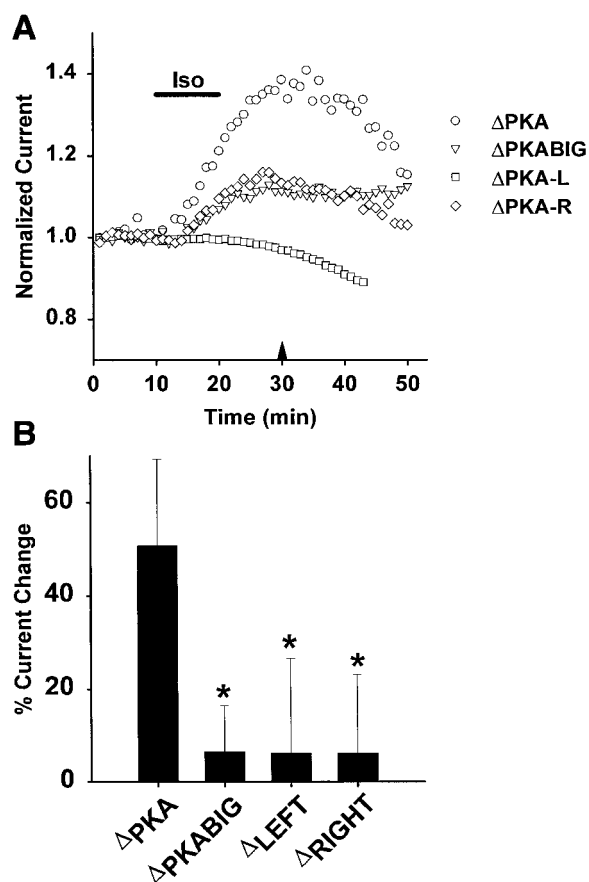 A
Iso
Normalized Current
1.4
1.2
1.0
0.8
0 10 20 30 40 50
Time (min)
ΔPKA
ΔPKABIG
ΔPKA-L
ΔPKA-R
B
% Current Change
60
40
20
0
* * *
ΔPKA
ΔPKABIG
ΔLEFT
ΔRIGHT